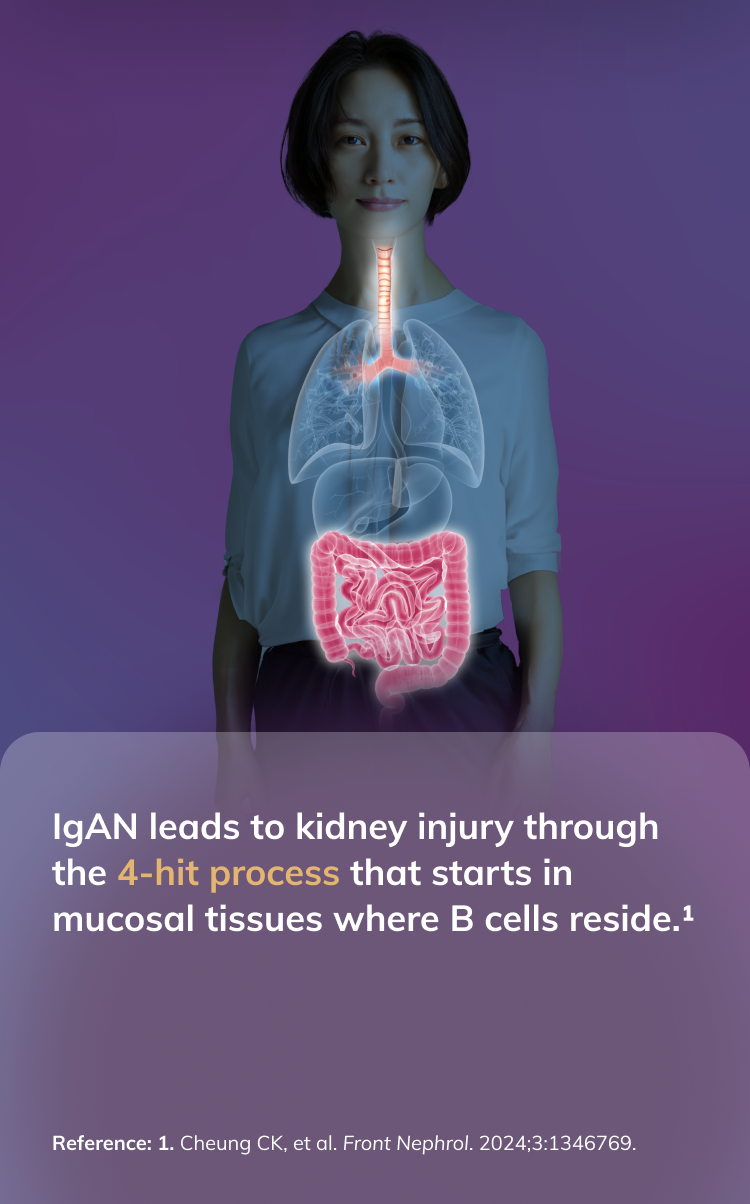 IgAN leads to kidney injury through
the 4-hit process that starts in
mucosal tissues where B cells reside.¹
Reference: 1. Cheung CK, et al. Front Nephrol. 2024;3:1346769.